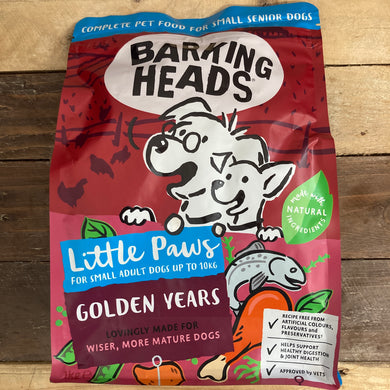 COMPLETE PET FOOD FOR SMALL SENIOR DOGS
BARKING
HEADS
made with
NATURAL
INGREDIENTS
Little Paws
FOR SMALL ADULT DOGS UP TO 10KG
GOLDEN YEARS
LOVINGLY MADE FOR
WISER, MORE MATURE DOGS
RECIPE FREE FROM
ARTIFICIAL COLOURS,
FLAVOURS and
PRESERVATIVES
HELPS SUPPORT
HEALTHY DIGESTION
& JOINT HEALTH
APPROVED by VETS